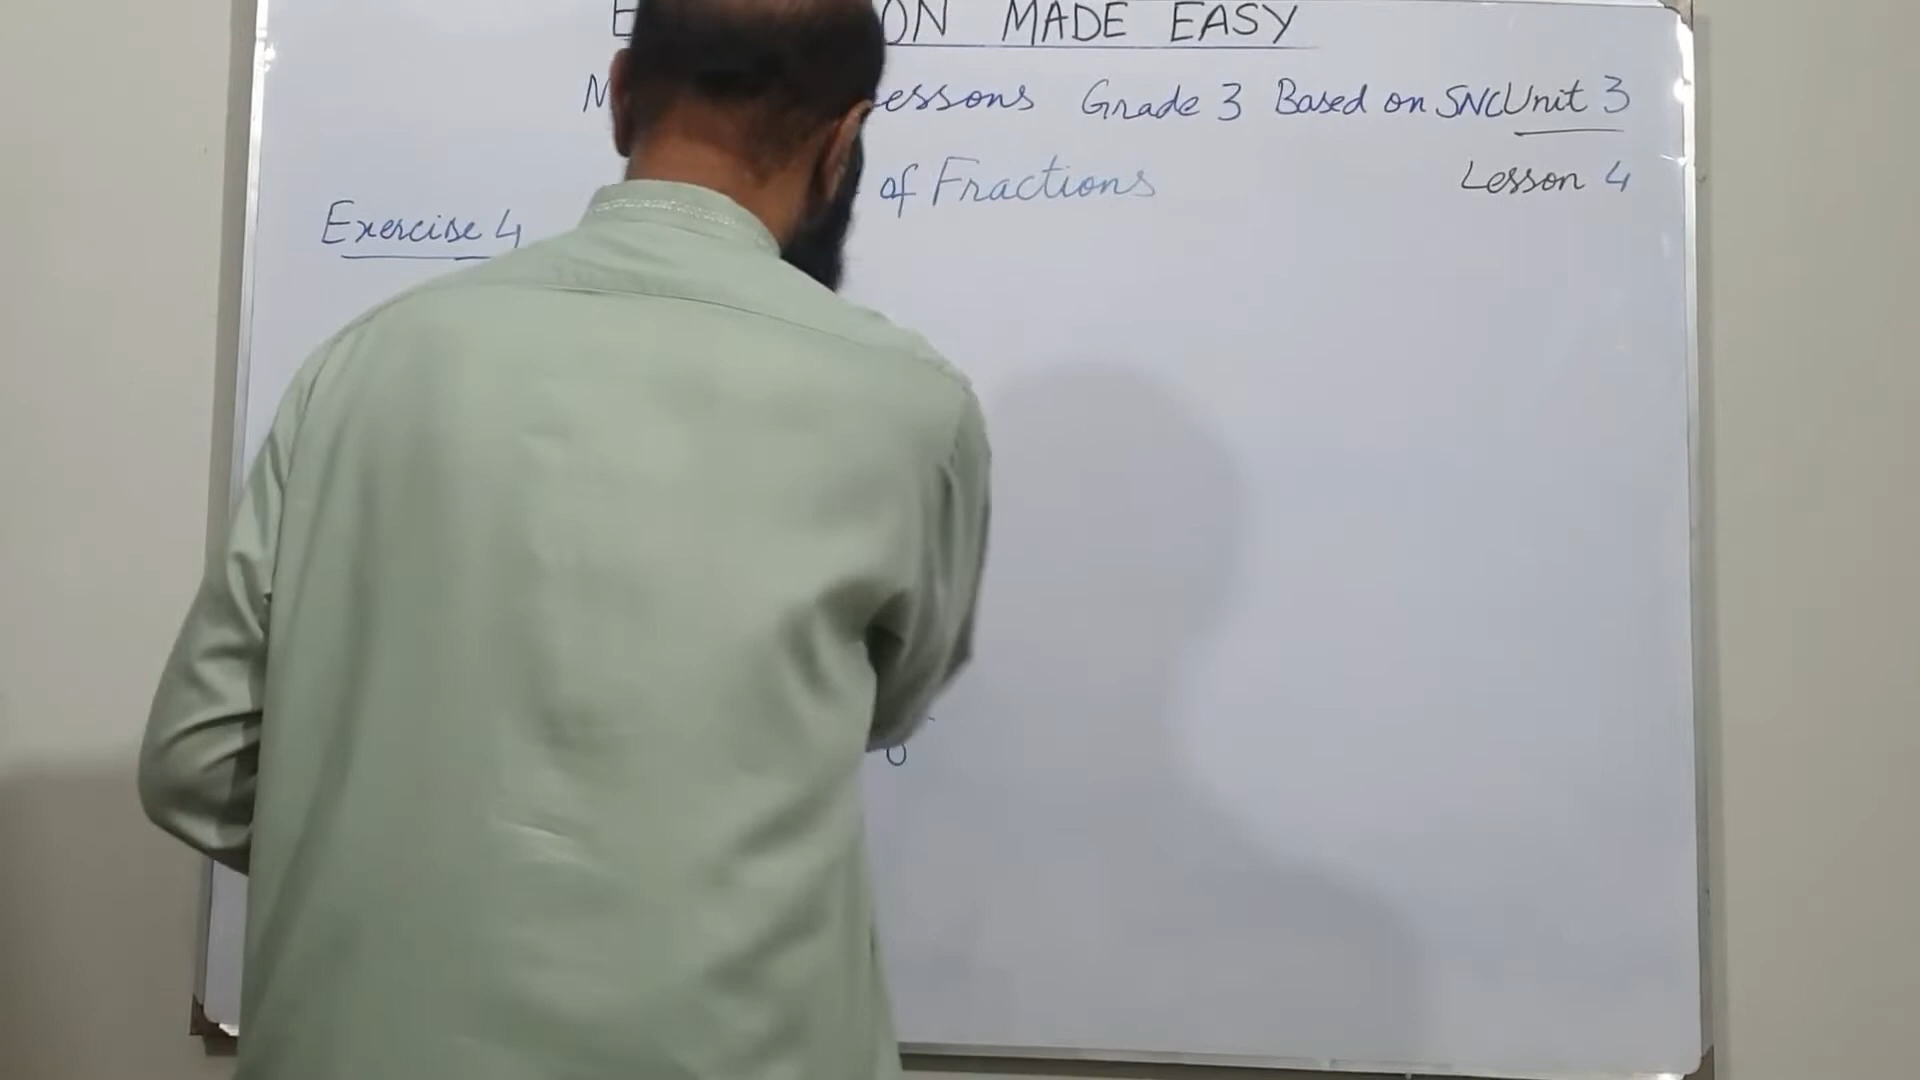 ON MADE EASY
essons Grade 3 Based on SNC Unit 3
of Fractions
Lesson 4
Exercise 4